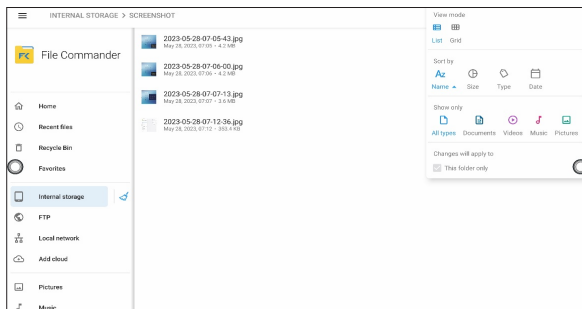 INTERNAL STORAGE > SCREENSHOT
File Commander
Home
Recent files
Recycle Bin
Favorites
Internal storage
FTP
Local network
Add cloud
Pictures
Music
2023-05-28-07-05-43.jpg
May 28, 2023, 07:05 • 4.2 MB
2023-05-28-07-06-00.jpg
May 28, 2023, 07:06 • 4.2 MB
2023-05-28-07-07-13.jpg
May 28, 2023, 07:07 • 3.6 MB
2023-05-28-07-12-36.jpg
May 28, 2023, 07:12 • 353.4 KB
View mode
List Grid
Sort by
Az
Name Size Type Date
Show only
All types Documents Videos Music Pictures
Changes will apply to
This folder only